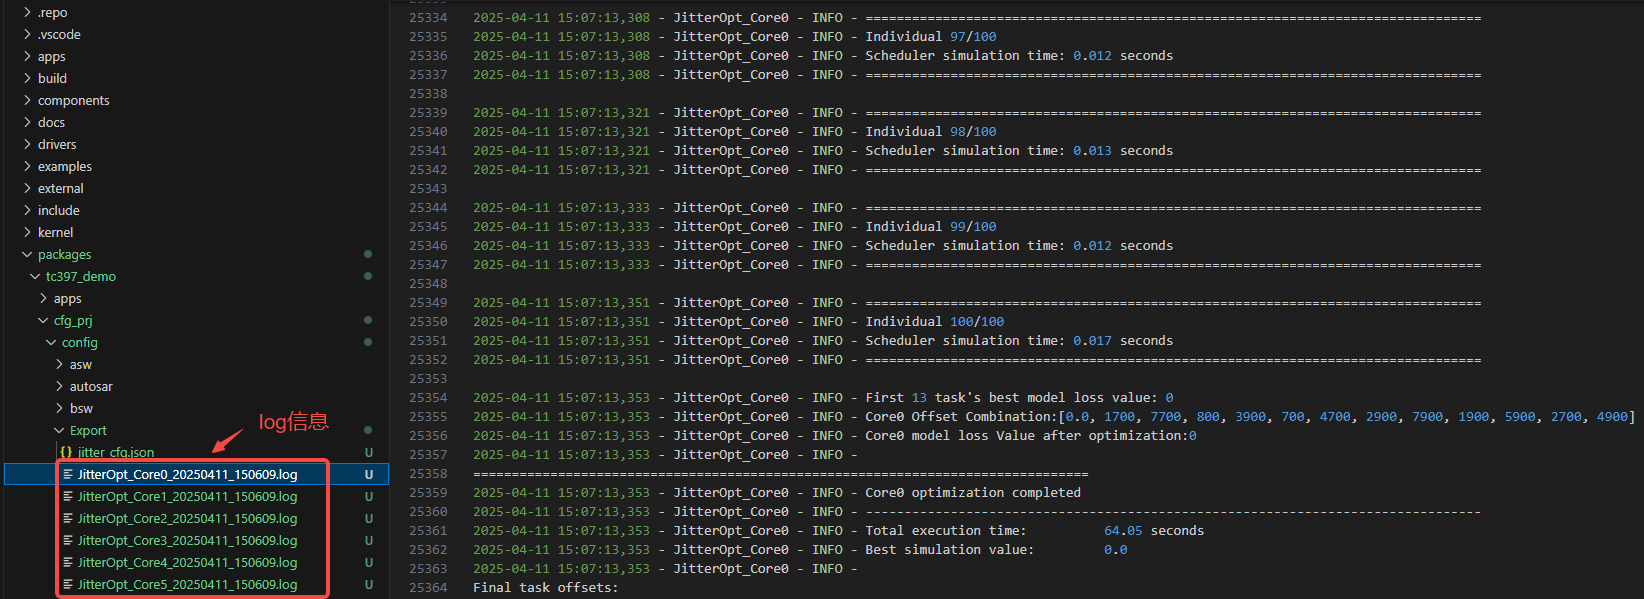 .repo
.vscode
apps
build
components
docs
drivers
examples
external
include
kernel
packages
tc397_demo
apps
cfg_prj
config
asw
autosar
bsw
Export
{} jitter_cfg.json U
JitterOpt_Core0_20250411_150609.log U
JitterOpt_Core1_20250411_150609.log U
JitterOpt_Core2_20250411_150609.log U
JitterOpt_Core3_20250411_150609.log U
JitterOpt_Core4_20250411_150609.log U
JitterOpt_Core5_20250411_150609.log U
log信息
25334 2025-04-11 15:07:13,308 - JitterOpt_Core0 - INFO - ================================================================================
25335 2025-04-11 15:07:13,308 - JitterOpt_Core0 - INFO - Individual 97/100
25336 2025-04-11 15:07:13,308 - JitterOpt_Core0 - INFO - Scheduler simulation time: 0.012 seconds
25337 2025-04-11 15:07:13,308 - JitterOpt_Core0 - INFO - ================================================================================
25338
25339 2025-04-11 15:07:13,321 - JitterOpt_Core0 - INFO - ================================================================================
25340 2025-04-11 15:07:13,321 - JitterOpt_Core0 - INFO - Individual 98/100
25341 2025-04-11 15:07:13,321 - JitterOpt_Core0 - INFO - Scheduler simulation time: 0.013 seconds
25342 2025-04-11 15:07:13,321 - JitterOpt_Core0 - INFO - ================================================================================
25343
25344 2025-04-11 15:07:13,333 - JitterOpt_Core0 - INFO - ================================================================================
25345 2025-04-11 15:07:13,333 - JitterOpt_Core0 - INFO - Individual 99/100
25346 2025-04-11 15:07:13,333 - JitterOpt_Core0 - INFO - Scheduler simulation time: 0.012 seconds
25347 2025-04-11 15:07:13,333 - JitterOpt_Core0 - INFO - ================================================================================
25348
25349 2025-04-11 15:07:13,351 - JitterOpt_Core0 - INFO - ================================================================================
25350 2025-04-11 15:07:13,351 - JitterOpt_Core0 - INFO - Individual 100/100
25351 2025-04-11 15:07:13,351 - JitterOpt_Core0 - INFO - Scheduler simulation time: 0.017 seconds
25352 2025-04-11 15:07:13,351 - JitterOpt_Core0 - INFO - ================================================================================
25353
25354 2025-04-11 15:07:13,353 - JitterOpt_Core0 - INFO - First 13 task's best model loss value: 0
25355 2025-04-11 15:07:13,353 - JitterOpt_Core0 - INFO - Core0 Offset Combination:[0.0, 1700, 7700, 800, 3900, 700, 4700, 2900, 7900, 1900, 5900, 2700, 4900]
25356 2025-04-11 15:07:13,353 - JitterOpt_Core0 - INFO - Core0 model loss Value after optimization:0
25357 2025-04-11 15:07:13,353 - JitterOpt_Core0 - INFO -
25358 ================================================================================
25359 2025-04-11 15:07:13,353 - JitterOpt_Core0 - INFO - Core0 optimization completed
25360 2025-04-11 15:07:13,353 - JitterOpt_Core0 - INFO - --------------------------------------------------------------------------------
25361 2025-04-11 15:07:13,353 - JitterOpt_Core0 - INFO - Total execution time: 64.05 seconds
25362 2025-04-11 15:07:13,353 - JitterOpt_Core0 - INFO - Best simulation value: 0.0
25363 2025-04-11 15:07:13,353 - JitterOpt_Core0 - INFO -
25364 Final task offsets: